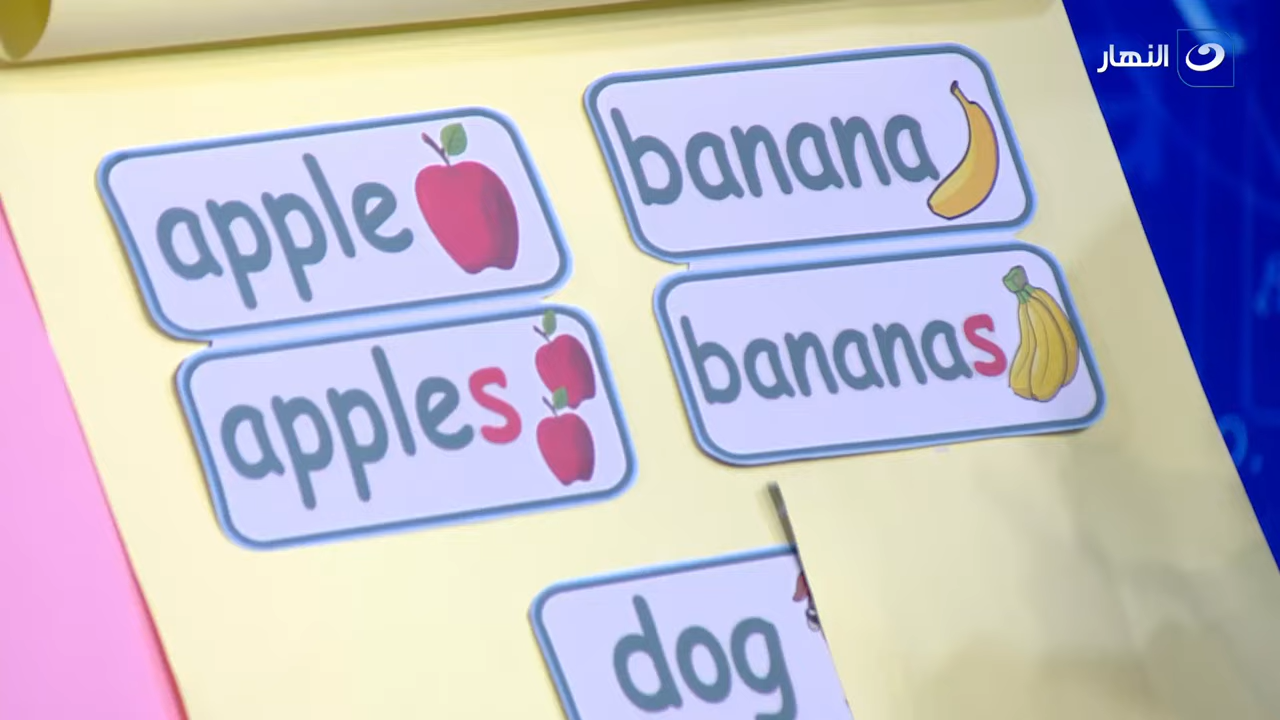 النهار
apple
banana
apples
bananas
dog